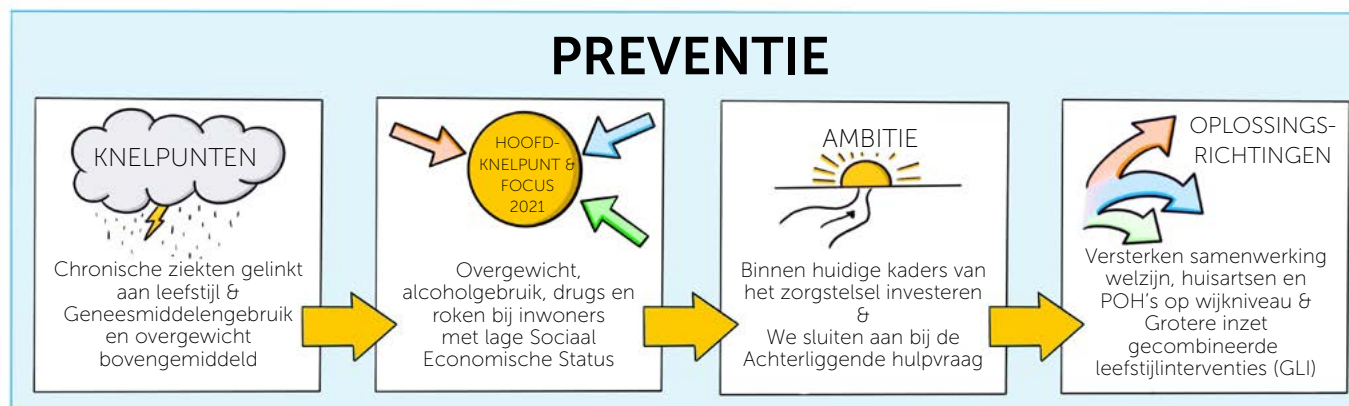 PREVENTIE
KNELPUNTEN
Chronische ziekten gelinkt
aan leefstijl &
Geneesmiddelengebruik
en overgewicht
bovengemiddeld
HOOFD-
KNELPUNT &
FOCUS
2021
Overgewicht,
alcoholgebruik, drugs en
roken bij inwoners
met lage Sociaal
Economische Status
AMBITIE
Binnen huidige kaders van
het zorgstelsel investeren
&
We sluiten aan bij de
Achterliggende hulpvraag
OPLOSSINGS-
RICHTINGEN
Versterken samenwerking
welzijn, huisartsen en
POH's op wijkniveau &
Grotere inzet
gecombineerde
leefstijlinterventies (GLI)